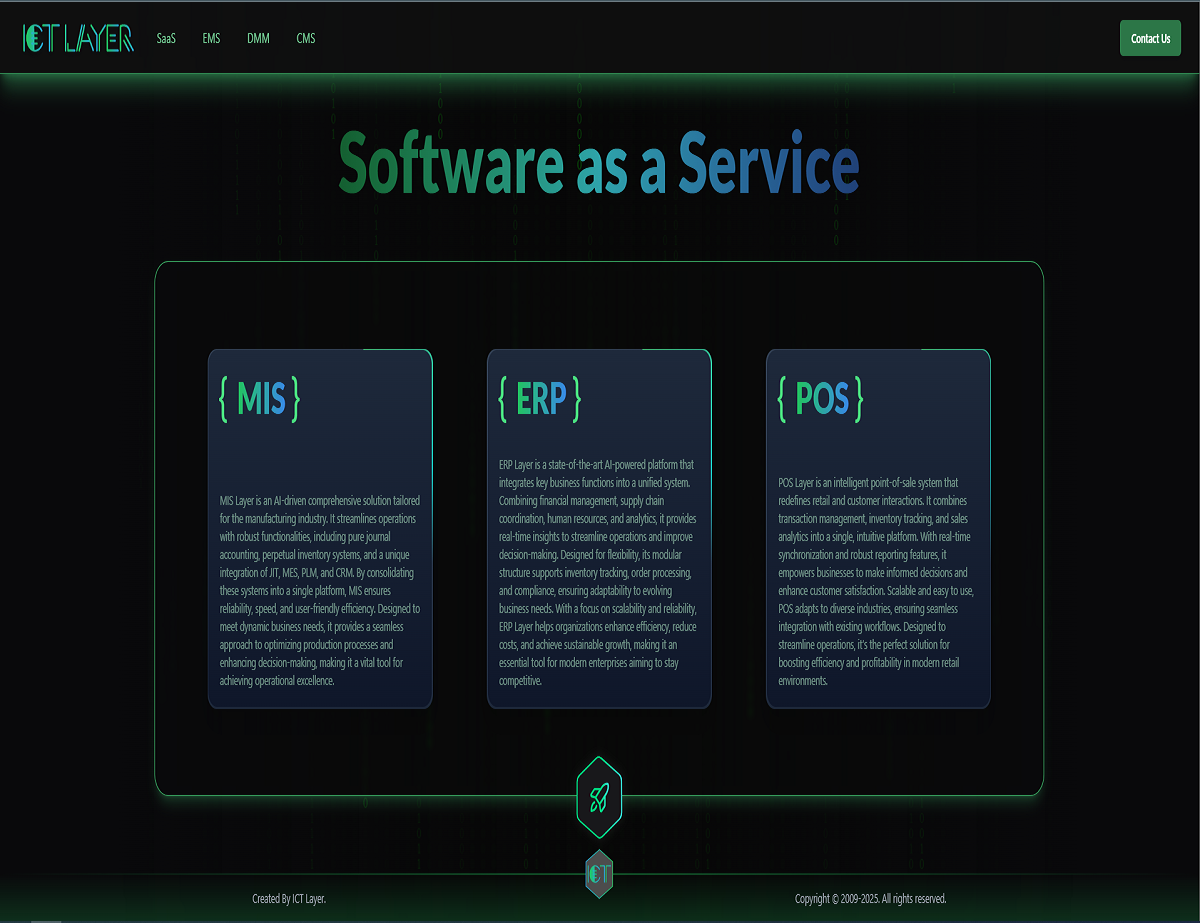 ICT LAYER
SaaS
EMS
DMM
CMS
Contact Us
Software as a Service
{ MIS }
MIS Layer is an AI-driven comprehensive solution tailored
for the manufacturing industry. It streamlines operations
with robust functionalities, including pure journal
accounting, perpetual inventory systems, and a unique
integration of JIT, MES, PLM, and CRM. By consolidating
these systems into a single platform, MIS ensures
reliability, speed, and user-friendly efficiency. Designed to
meet dynamic business needs, it provides a seamless
approach to optimizing production processes and
enhancing decision-making, making it a vital tool for
achieving operational excellence.
{ ERP }
ERP Layer is a state-of-the-art AI-powered platform that
integrates key business functions into a unified system.
Combining financial management, supply chain
coordination, human resources, and analytics, it provides
real-time insights to streamline operations and improve
decision-making. Designed for flexibility, its modular
structure supports inventory tracking, order processing,
and compliance, ensuring adaptability to evolving
business needs. With a focus on scalability and reliability,
ERP Layer helps organizations enhance efficiency, reduce
costs, and achieve sustainable growth, making it an
essential tool for modern enterprises aiming to stay
competitive.
{ POS }
POS Layer is an intelligent point-of-sale system that
redefines retail and customer interactions. It combines
transaction management, inventory tracking, and sales
analytics into a single, intuitive platform. With real-time
synchronization and robust reporting features, it
empowers businesses to make informed decisions and
enhance customer satisfaction. Scalable and easy to use,
POS adapts to diverse industries, ensuring seamless
integration with existing workflows. Designed to
streamline operations, it's the perfect solution for
boosting efficiency and profitability in modern retail
environments.
ICT
Created By ICT Layer.
Copyright © 2009-2025. All rights reserved.